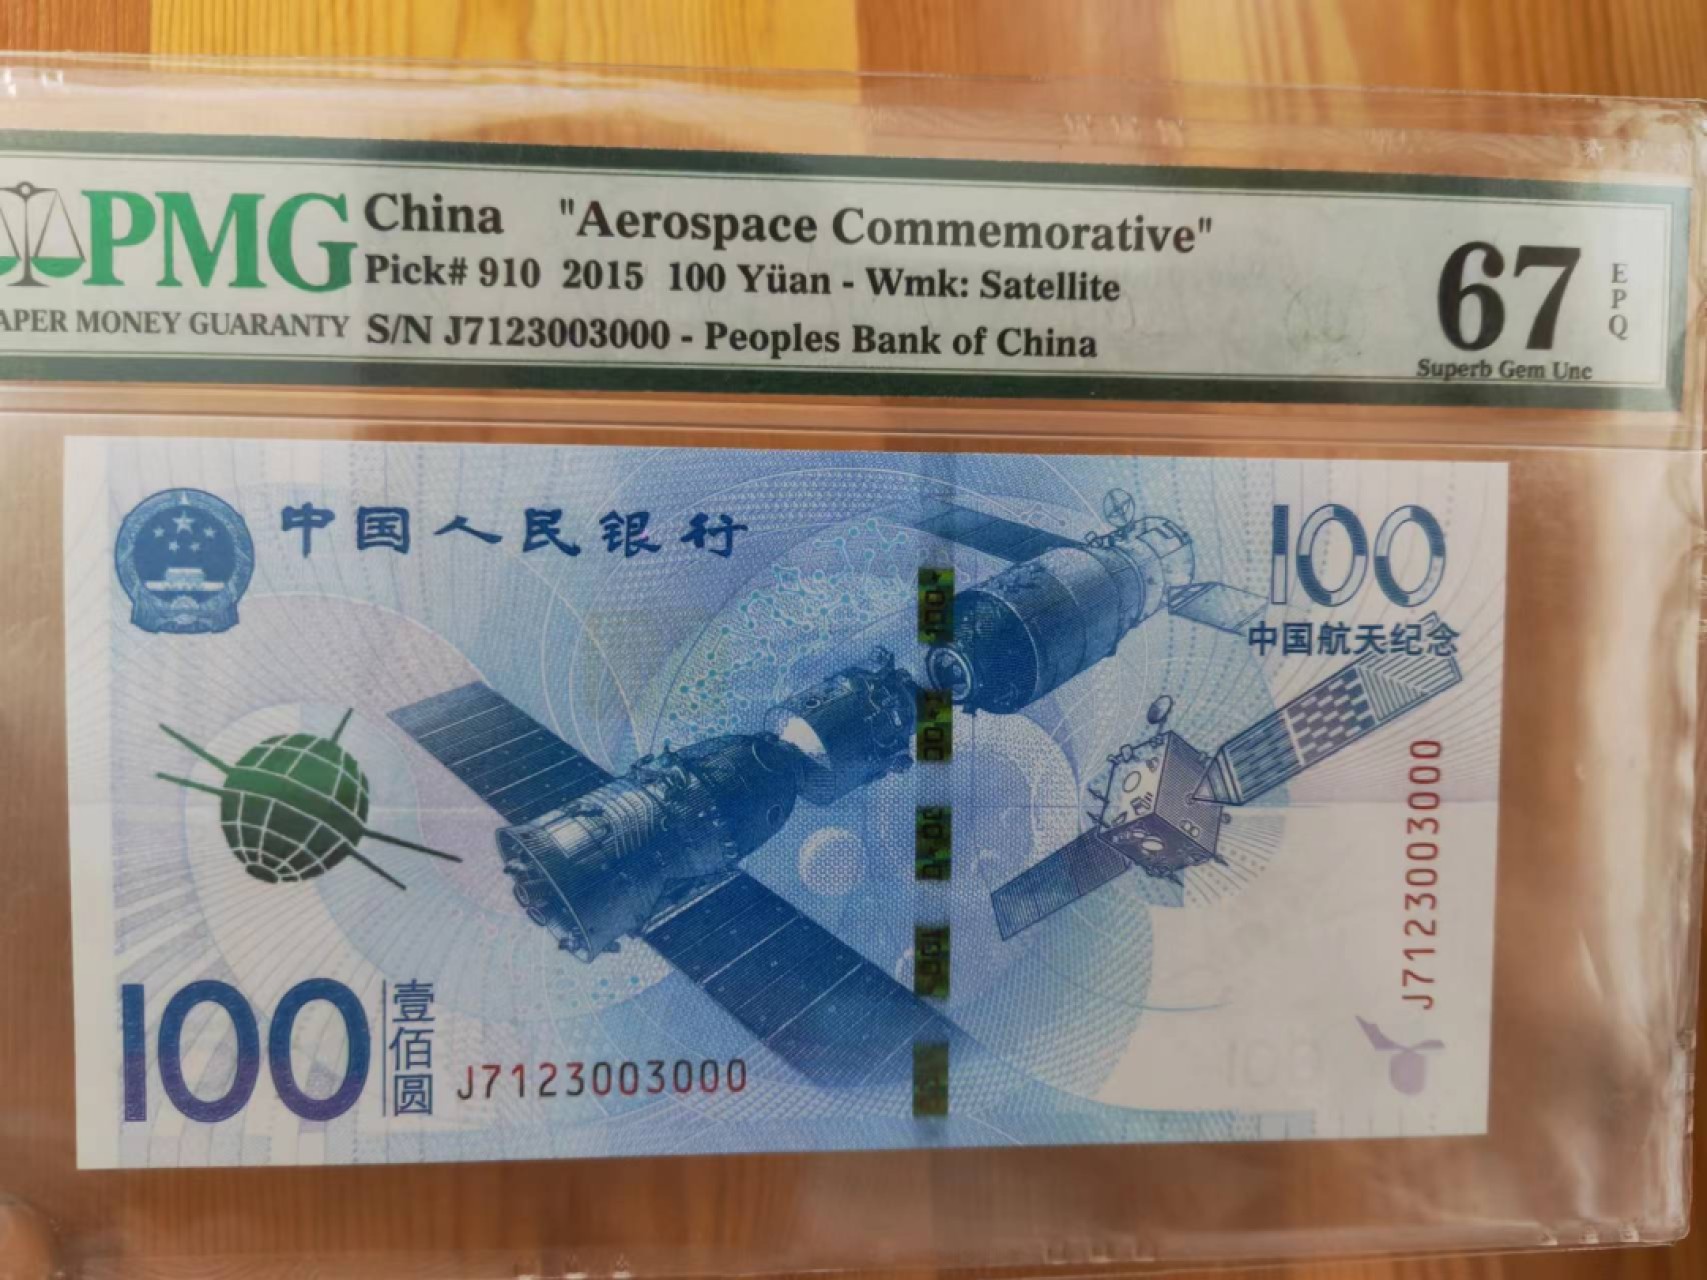 PMG
APER MONEY GUARANTY
China "Aerospace Commemorative"
Pick# 910 2015 100 Yüan - Wmk: Satellite
S/N J7123003000 - Peoples Bank of China
67
EPQ
Superb Gem Unc
中国人民银行
100
中国航天纪念
J7123003000
100
壹佰圆
J7123003000